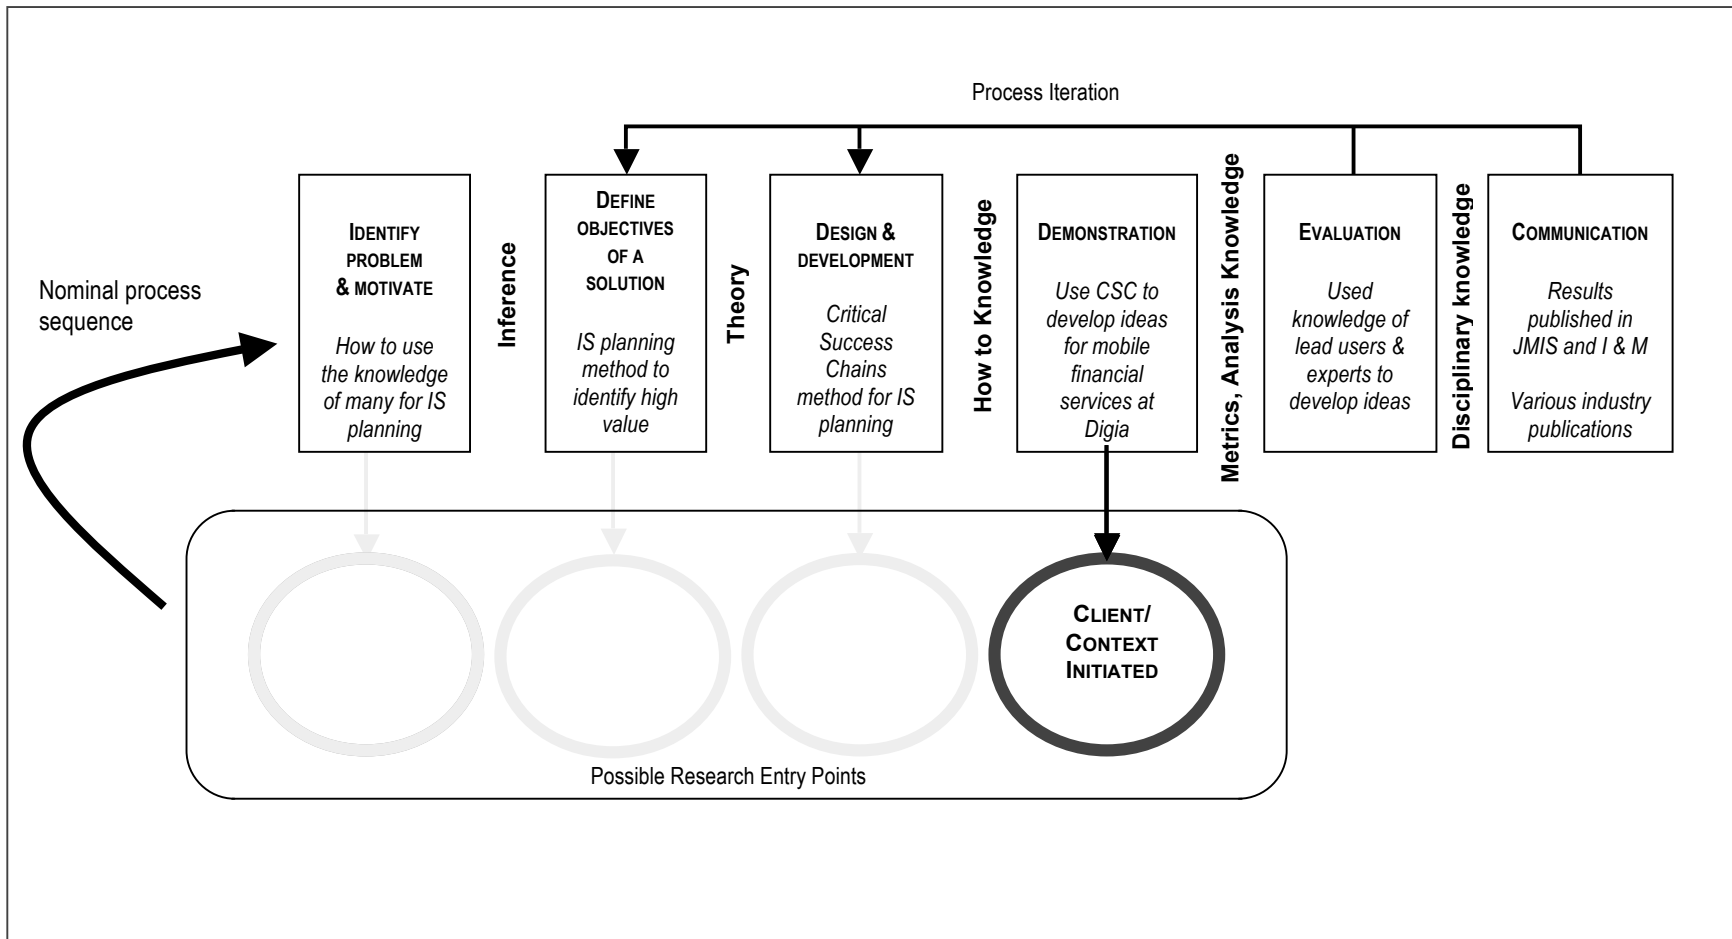 Process Iteration
Nominal process
sequence
IDENTIFY
PROBLEM
& MOTIVATE
How to use
the knowledge
of many for IS
planning
Inference
DEFINE
OBJECTIVES
OF A
SOLUTION
IS planning
method to
identify high
value
Theory
DESIGN &
DEVELOPMENT
Critical
Success
Chains
method for IS
planning
How to Knowledge
DEMONSTRATION
Use CSC to
develop ideas
for mobile
financial
services at
Digia
Metrics, Analysis Knowledge
EVALUATION
Used
knowledge of
lead users &
experts to
develop ideas
Disciplinary knowledge
COMMUNICATION
Results
published in
JMIS and I & M
Various industry
publications
CLIENT/
CONTEXT
INITIATED
Possible Research Entry Points